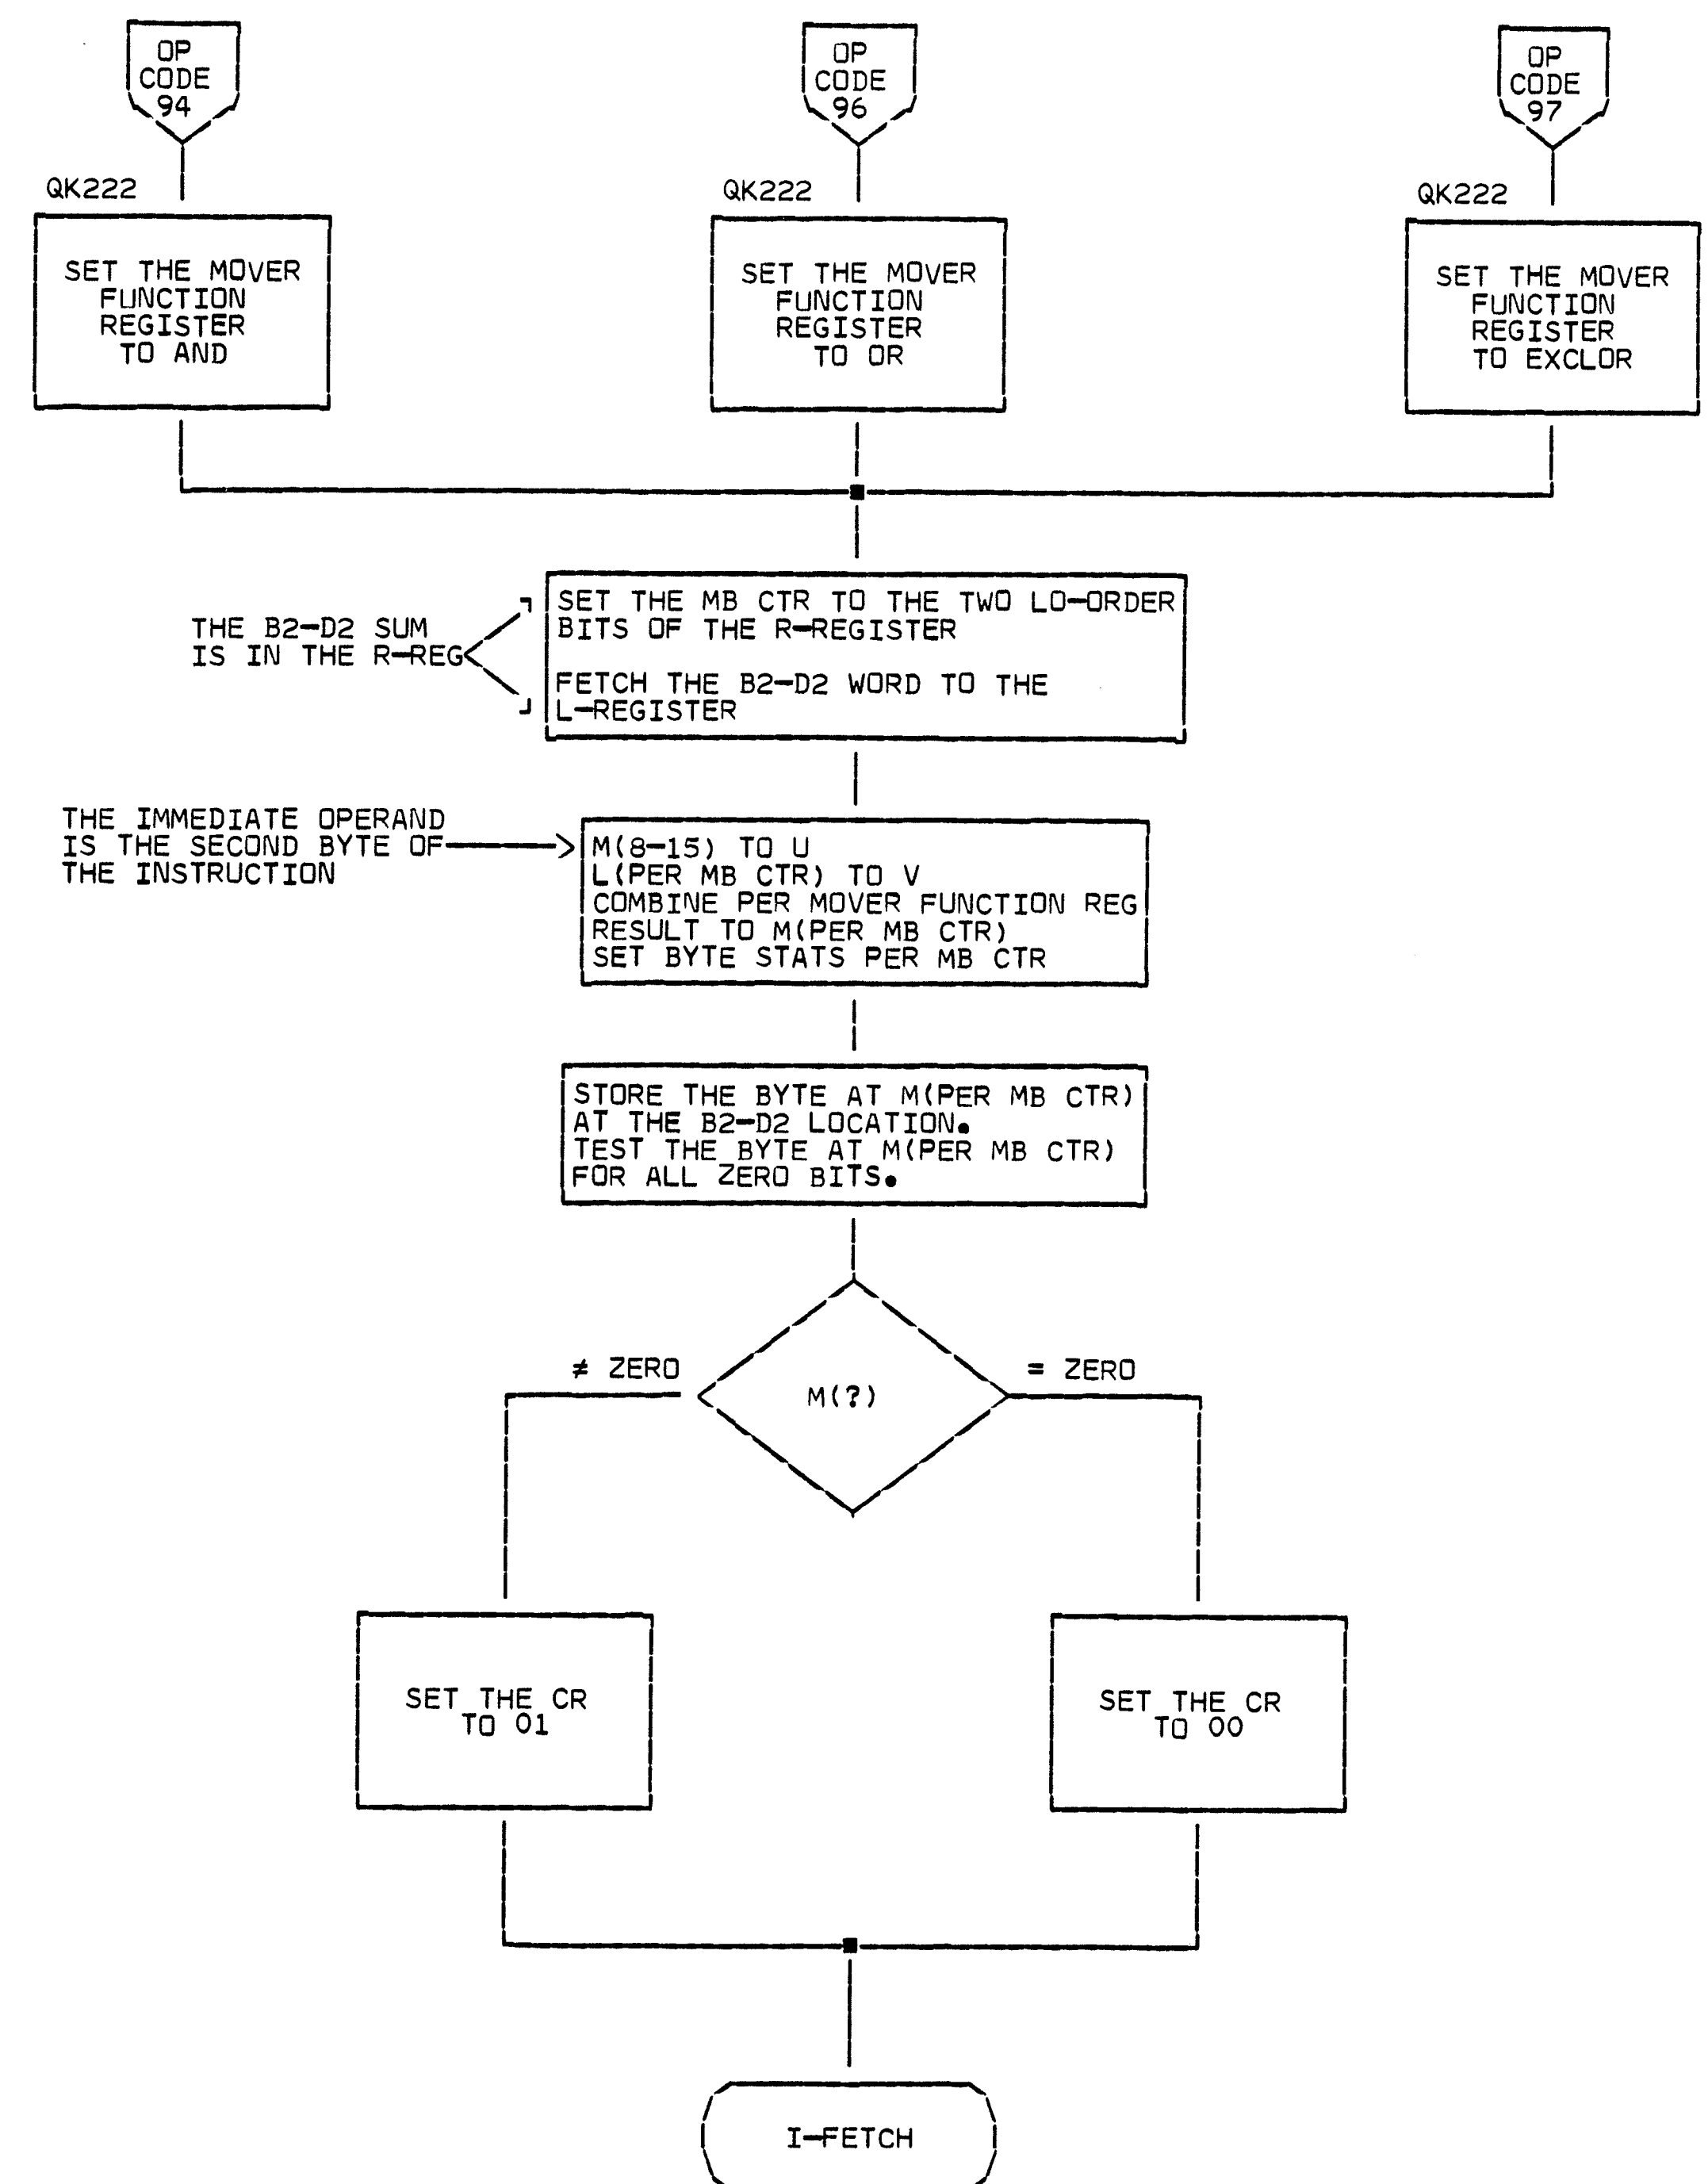 OP
CODE
94
OP
CODE
96
OP
CODE
97
QK222
QK222
QK222
SET THE MOVER
FUNCTION
REGISTER
TO AND
SET THE MOVER
FUNCTION
REGISTER
TO OR
SET THE MOVER
FUNCTION
REGISTER
TO EXCLOR
THE B2-D2 SUM
IS IN THE R-REG
SET THE MB CTR TO THE TWO LO-ORDER
BITS OF THE R-REGISTER
FETCH THE B2-D2 WORD TO THE
L-REGISTER
THE IMMEDIATE OPERAND
IS THE SECOND BYTE OF
THE INSTRUCTION
M(8-15) TO U
L(PER MB CTR) TO V
COMBINE PER MOVER FUNCTION REG
RESULT TO M(PER MB CTR)
SET BYTE STATS PER MB CTR
STORE THE BYTE AT M(PER MB CTR)
AT THE B2-D2 LOCATION.
TEST THE BYTE AT M(PER MB CTR)
FOR ALL ZERO BITS.
≠ ZERO
M(?)
= ZERO
SET THE CR
TO 01
SET THE CR
TO 00
I-FETCH